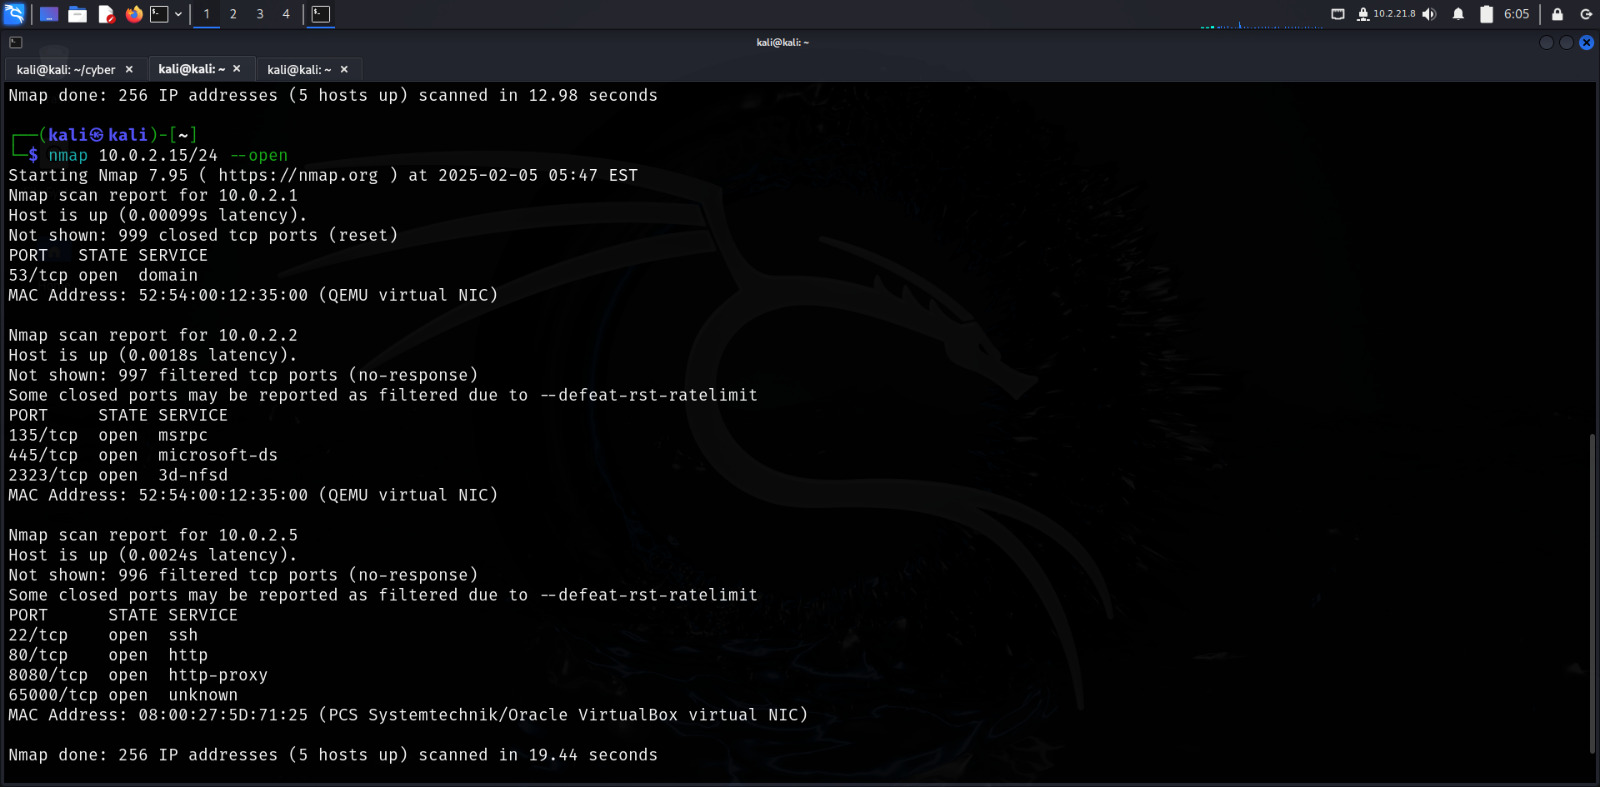 1 2 3 4 10.2.21.8 6:05
kali@kali: ~
kali@kali: ~/cyber × kali@kali: ~ × kali@kali: ~ ×
Nmap done: 256 IP addresses (5 hosts up) scanned in 12.98 seconds
┌──(kali㉿kali)-[~]
└─$ nmap 10.0.2.15/24 --open
Starting Nmap 7.95 ( https://nmap.org ) at 2025-02-05 05:47 EST
Nmap scan report for 10.0.2.1
Host is up (0.00099s latency).
Not shown: 999 closed tcp ports (reset)
PORT   STATE SERVICE
53/tcp open  domain
MAC Address: 52:54:00:12:35:00 (QEMU virtual NIC)
Nmap scan report for 10.0.2.2
Host is up (0.0018s latency).
Not shown: 997 filtered tcp ports (no-response)
Some closed ports may be reported as filtered due to --defeat-rst-ratelimit
PORT     STATE SERVICE
135/tcp  open  msrpc
445/tcp  open  microsoft-ds
2323/tcp open  3d-nfsd
MAC Address: 52:54:00:12:35:00 (QEMU virtual NIC)
Nmap scan report for 10.0.2.5
Host is up (0.0024s latency).
Not shown: 996 filtered tcp ports (no-response)
Some closed ports may be reported as filtered due to --defeat-rst-ratelimit
PORT      STATE SERVICE
22/tcp    open  ssh
80/tcp    open  http
8080/tcp  open  http-proxy
65000/tcp open  unknown
MAC Address: 08:00:27:5D:71:25 (PCS Systemtechnik/Oracle VirtualBox virtual NIC)
Nmap done: 256 IP addresses (5 hosts up) scanned in 19.44 seconds